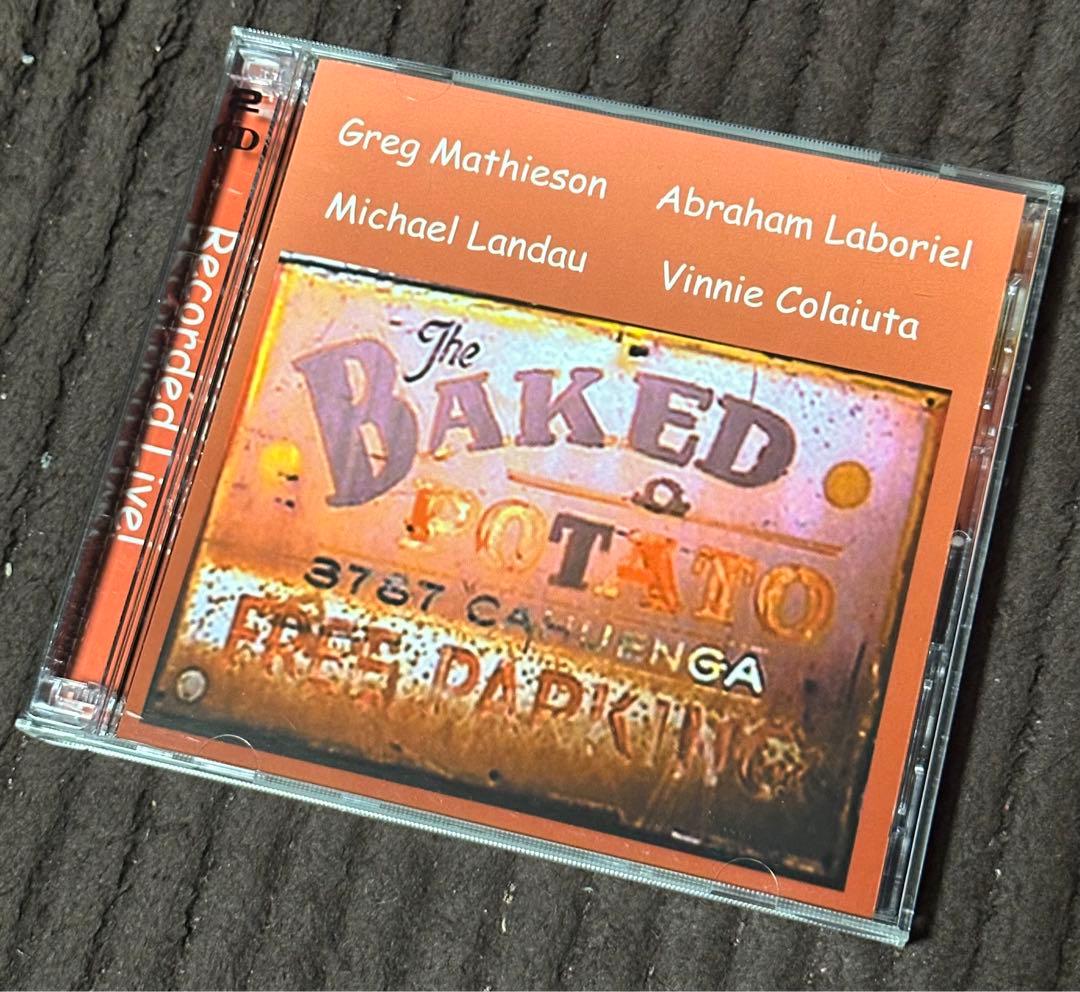 2
CD
Recorded Live!
Greg Mathieson
Abraham Laboriel
Michael Landau
Vinnie Colaiuta
The
BAKED
POTATO
3787 CAHUENGA
FREE PARKING